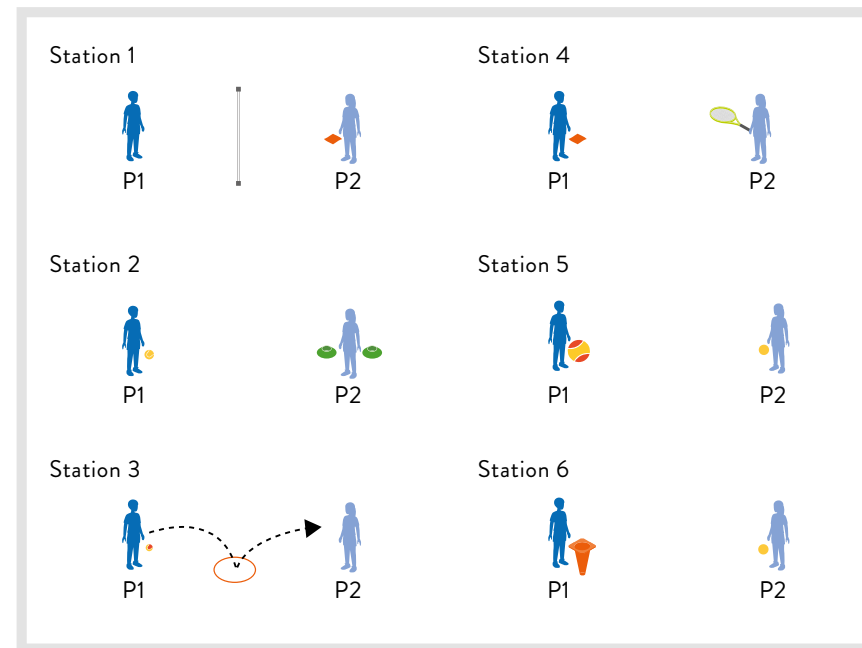 Station 1
P1 P2
Station 4
P1 P2
Station 2
P1 P2
Station 5
P1 P2
Station 3
P1 P2
Station 6
P1 P2